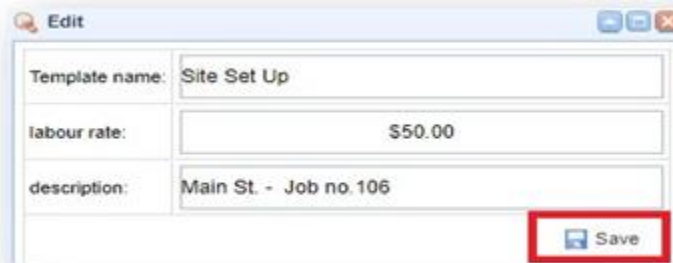 Edit
Template name: Site Set Up
labour rate: $50.00
description: Main St. - Job no.106
Save